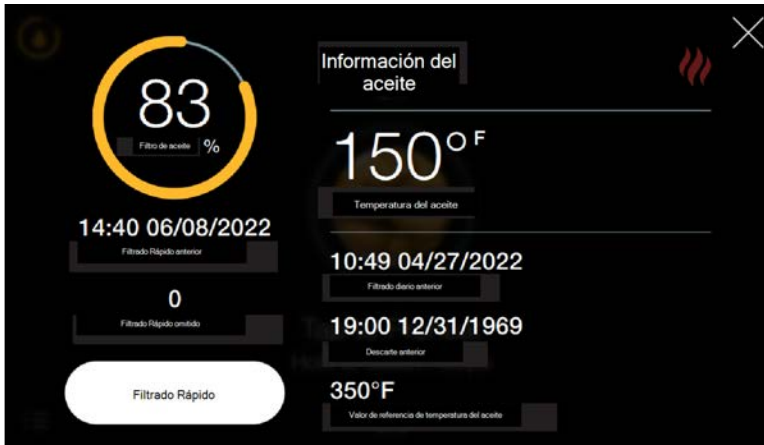 83
Filtro de aceite %
14:40 06/08/2022
Filtrado Rápido anterior
0
Filtrado Rápido omitido
Filtrado Rápido
Información del
aceite
150° F
Temperatura del aceite
10:49 04/27/2022
Filtrado diario anterior
19:00 12/31/1969
Descarte anterior
350°F
Valor de referencia de temperatura del aceite